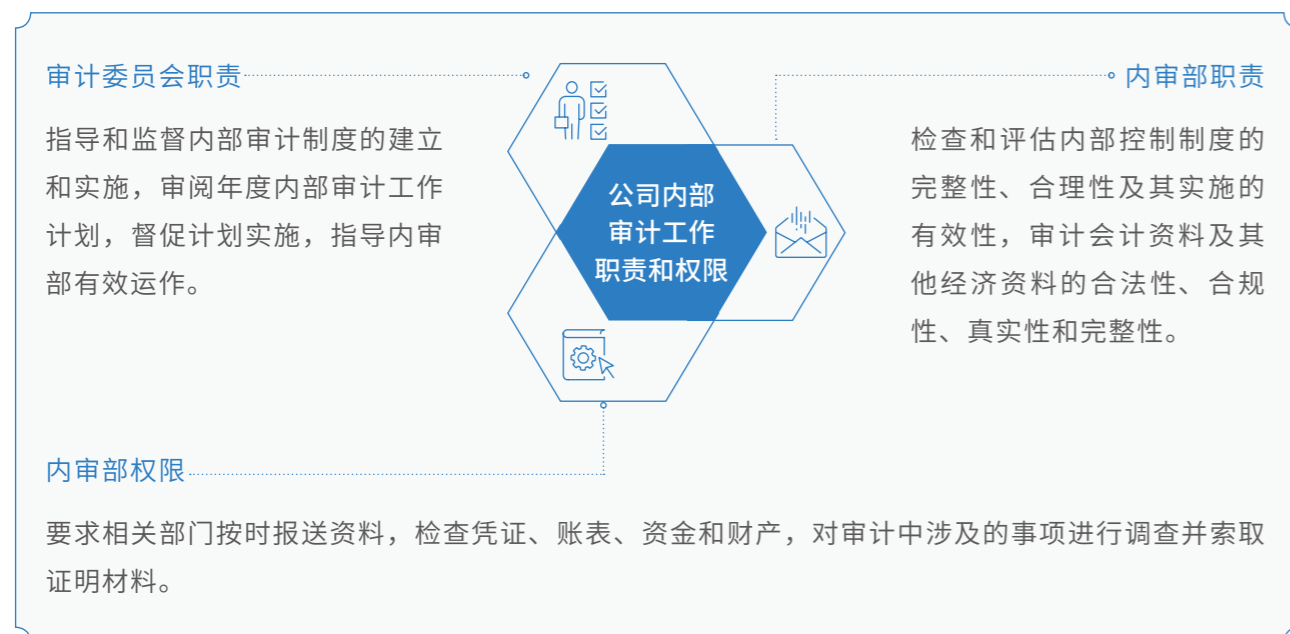 审计委员会职责
指导和监督内部审计制度的建立
和实施，审阅年度内部审计工作
计划，督促计划实施，指导内审
部有效运作。
公司内部
审计工作
职责和权限
内审部职责
检查和评估内部控制制度的
完整性、合理性及其实施的
有效性，审计会计资料及其
他经济资料的合法性、合规
性、真实性和完整性。
内审部权限
要求相关部门按时报送资料，检查凭证、账表、资金和财产，对审计中涉及的事项进行调查并索取
证明材料。